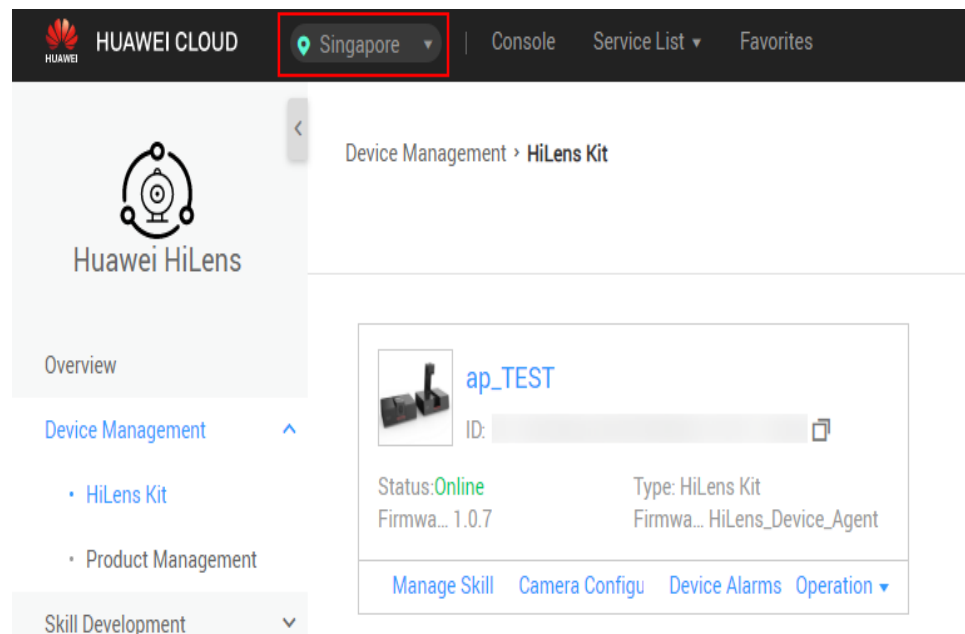 HUAWEI HUAWEI CLOUD Singapore Console Service List Favorites
Device Management › HiLens Kit
Huawei HiLens
Overview
Device Management
• HiLens Kit
• Product Management
Skill Development
ap_TEST
ID:
Status:Online Type: HiLens Kit
Firmwa... 1.0.7 Firmwa... HiLens_Device_Agent
Manage Skill Camera Configu Device Alarms Operation